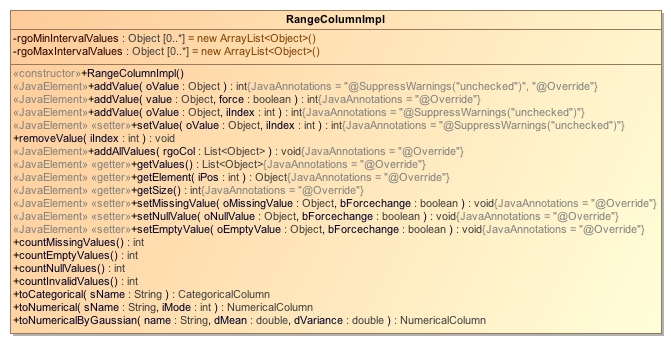 RangeColumnImpl
-rgoMinIntervalValues : Object [0..*] = new ArrayList<Object>()
-rgoMaxIntervalValues : Object [0..*] = new ArrayList<Object>()
«constructor»+RangeColumnImpl()
«JavaElement»+addValue( oValue : Object ) : int{JavaAnnotations = "@SuppressWarnings("unchecked")", "@Override"}
«JavaElement»+addValue( value : Object, force : boolean ) : int{JavaAnnotations = "@Override"}
«JavaElement»+addValue( oValue : Object, iIndex : int ) : int{JavaAnnotations = "@SuppressWarnings("unchecked")"}
«JavaElement» «setter»+setValue( oValue : Object, iIndex : int ) : int{JavaAnnotations = "@SuppressWarnings("unchecked")"}
+removeValue( iIndex : int ) : void
«JavaElement»+addAllValues( rgoCol : List<Object> ) : void{JavaAnnotations = "@Override"}
«JavaElement» «getter»+getValues() : List<Object>{JavaAnnotations = "@Override"}
«JavaElement» «getter»+getElement( iPos : int ) : Object{JavaAnnotations = "@Override"}
«JavaElement» «getter»+getSize() : int{JavaAnnotations = "@Override"}
«JavaElement» «setter»+setMissingValue( oMissingValue : Object, bForcechange : boolean ) : void{JavaAnnotations = "@Override"}
«JavaElement» «setter»+setNullValue( oNullValue : Object, bForcechange : boolean ) : void{JavaAnnotations = "@Override"}
«JavaElement» «setter»+setEmptyValue( oEmptyValue : Object, bForcechange : boolean ) : void{JavaAnnotations = "@Override"}
+countMissingValues() : int
+countEmptyValues() : int
+countNullValues() : int
+countInvalidValues() : int
+toCategorical( sName : String ) : CategoricalColumn
+toNumerical( sName : String, iMode : int ) : NumericalColumn
+toNumericalByGaussian( name : String, dMean : double, dVariance : double ) : NumericalColumn